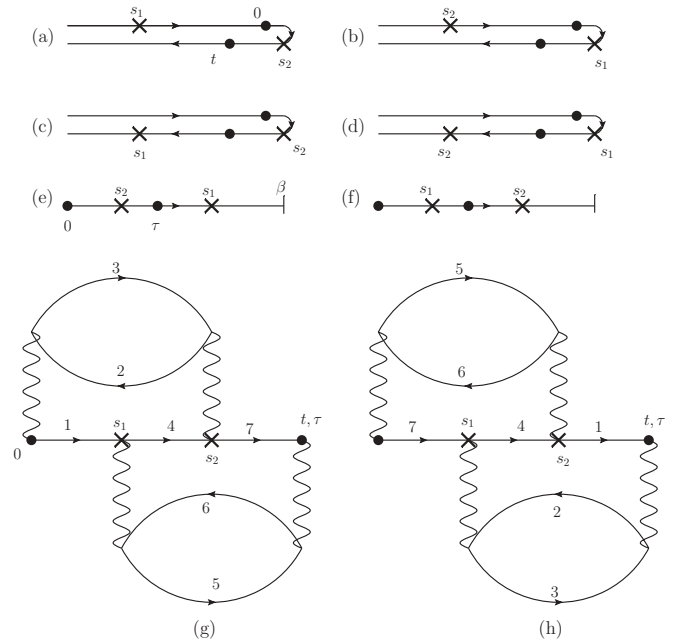 (a) s₁ 0 t s₂
(b) s₂ s₁
(c) s₁ s₂
(d) s₂ s₁
(e) 0 s₂ τ s₁ β
(f) s₁ s₂
3 5
2 6
0 1 s₁ 4 s₂ 7 t, τ
7 s₁ 4 s₂ 1 t, τ
6 2
5 3
(g) (h)